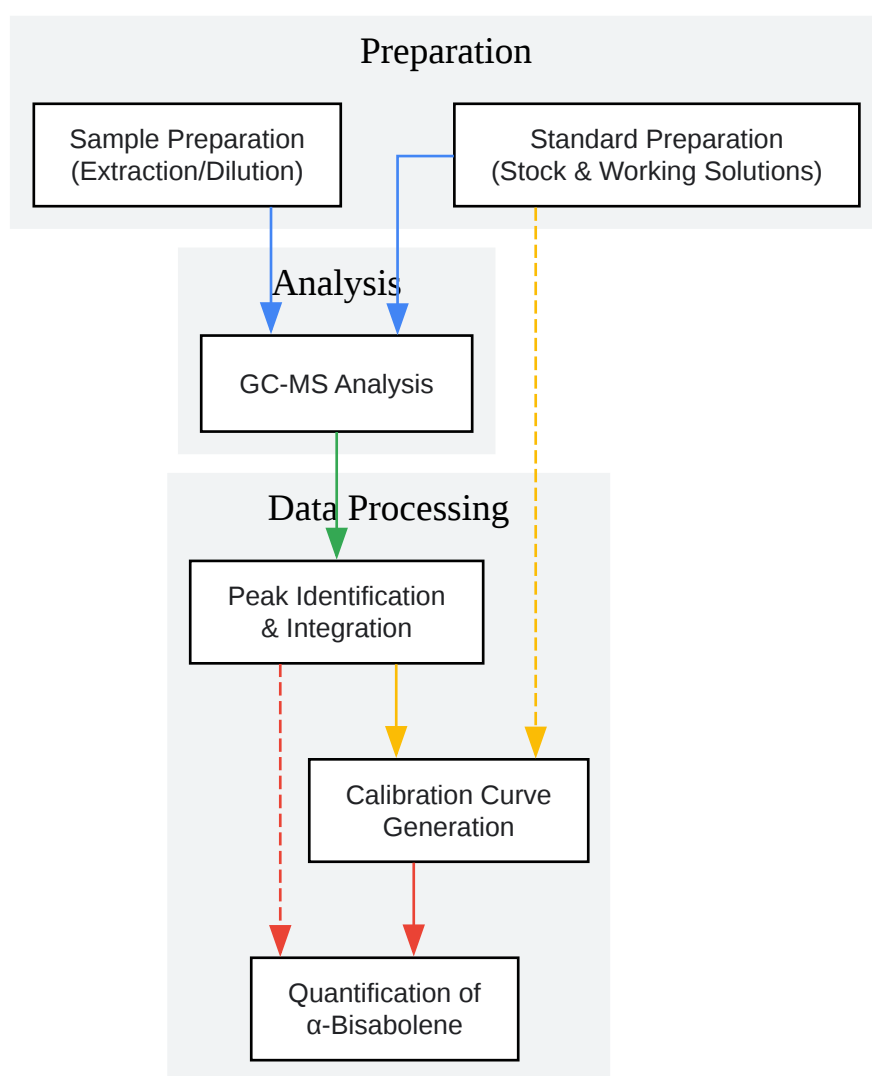 Preparation
Sample Preparation
(Extraction/Dilution)
Standard Preparation
(Stock & Working Solutions)
Analysis
GC-MS Analysis
Data Processing
Peak Identification
& Integration
Calibration Curve
Generation
Quantification of
α-Bisabolene